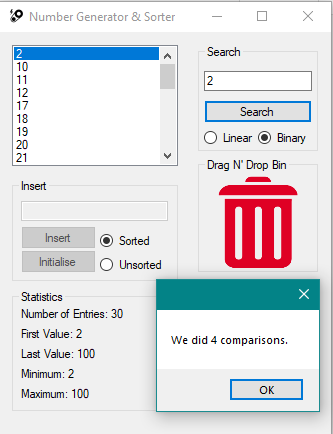 Number Generator & Sorter
2
10
11
12
17
18
19
20
21
Search
2
Search
Linear
Binary
Drag N' Drop Bin
Insert
Insert
Sorted
Initialise
Unsorted
Statistics
Number of Entries: 30
First Value: 2
Last Value: 100
Minimum: 2
Maximum: 100
We did 4 comparisons.
OK